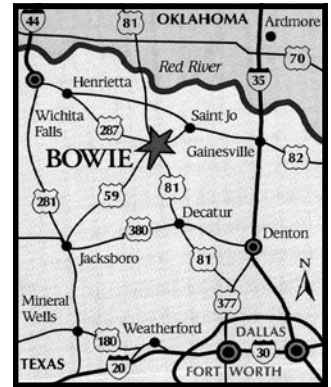 44
81
OKLAHOMA
Ardmore
70
Red River
35
Henrietta
Wichita
Falls
287
Saint Jo
BOWIE
Gainesville
82
59
81
281
Decatur
380
Denton
Jacksboro
81
N
Mineral
Wells
377
Weatherford
DALLAS
180
20
30
TEXAS
FORT WORTH